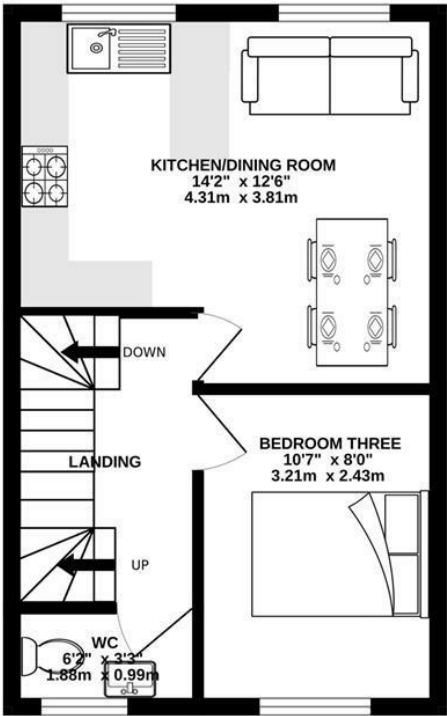 KITCHEN/DINING ROOM
14'2" x 12'6"
4.31m x 3.81m
DOWN
LANDING
BEDROOM THREE
10'7" x 8'0"
3.21m x 2.43m
UP
WC
6'2" x 3'3"
1.88m x 0.99m